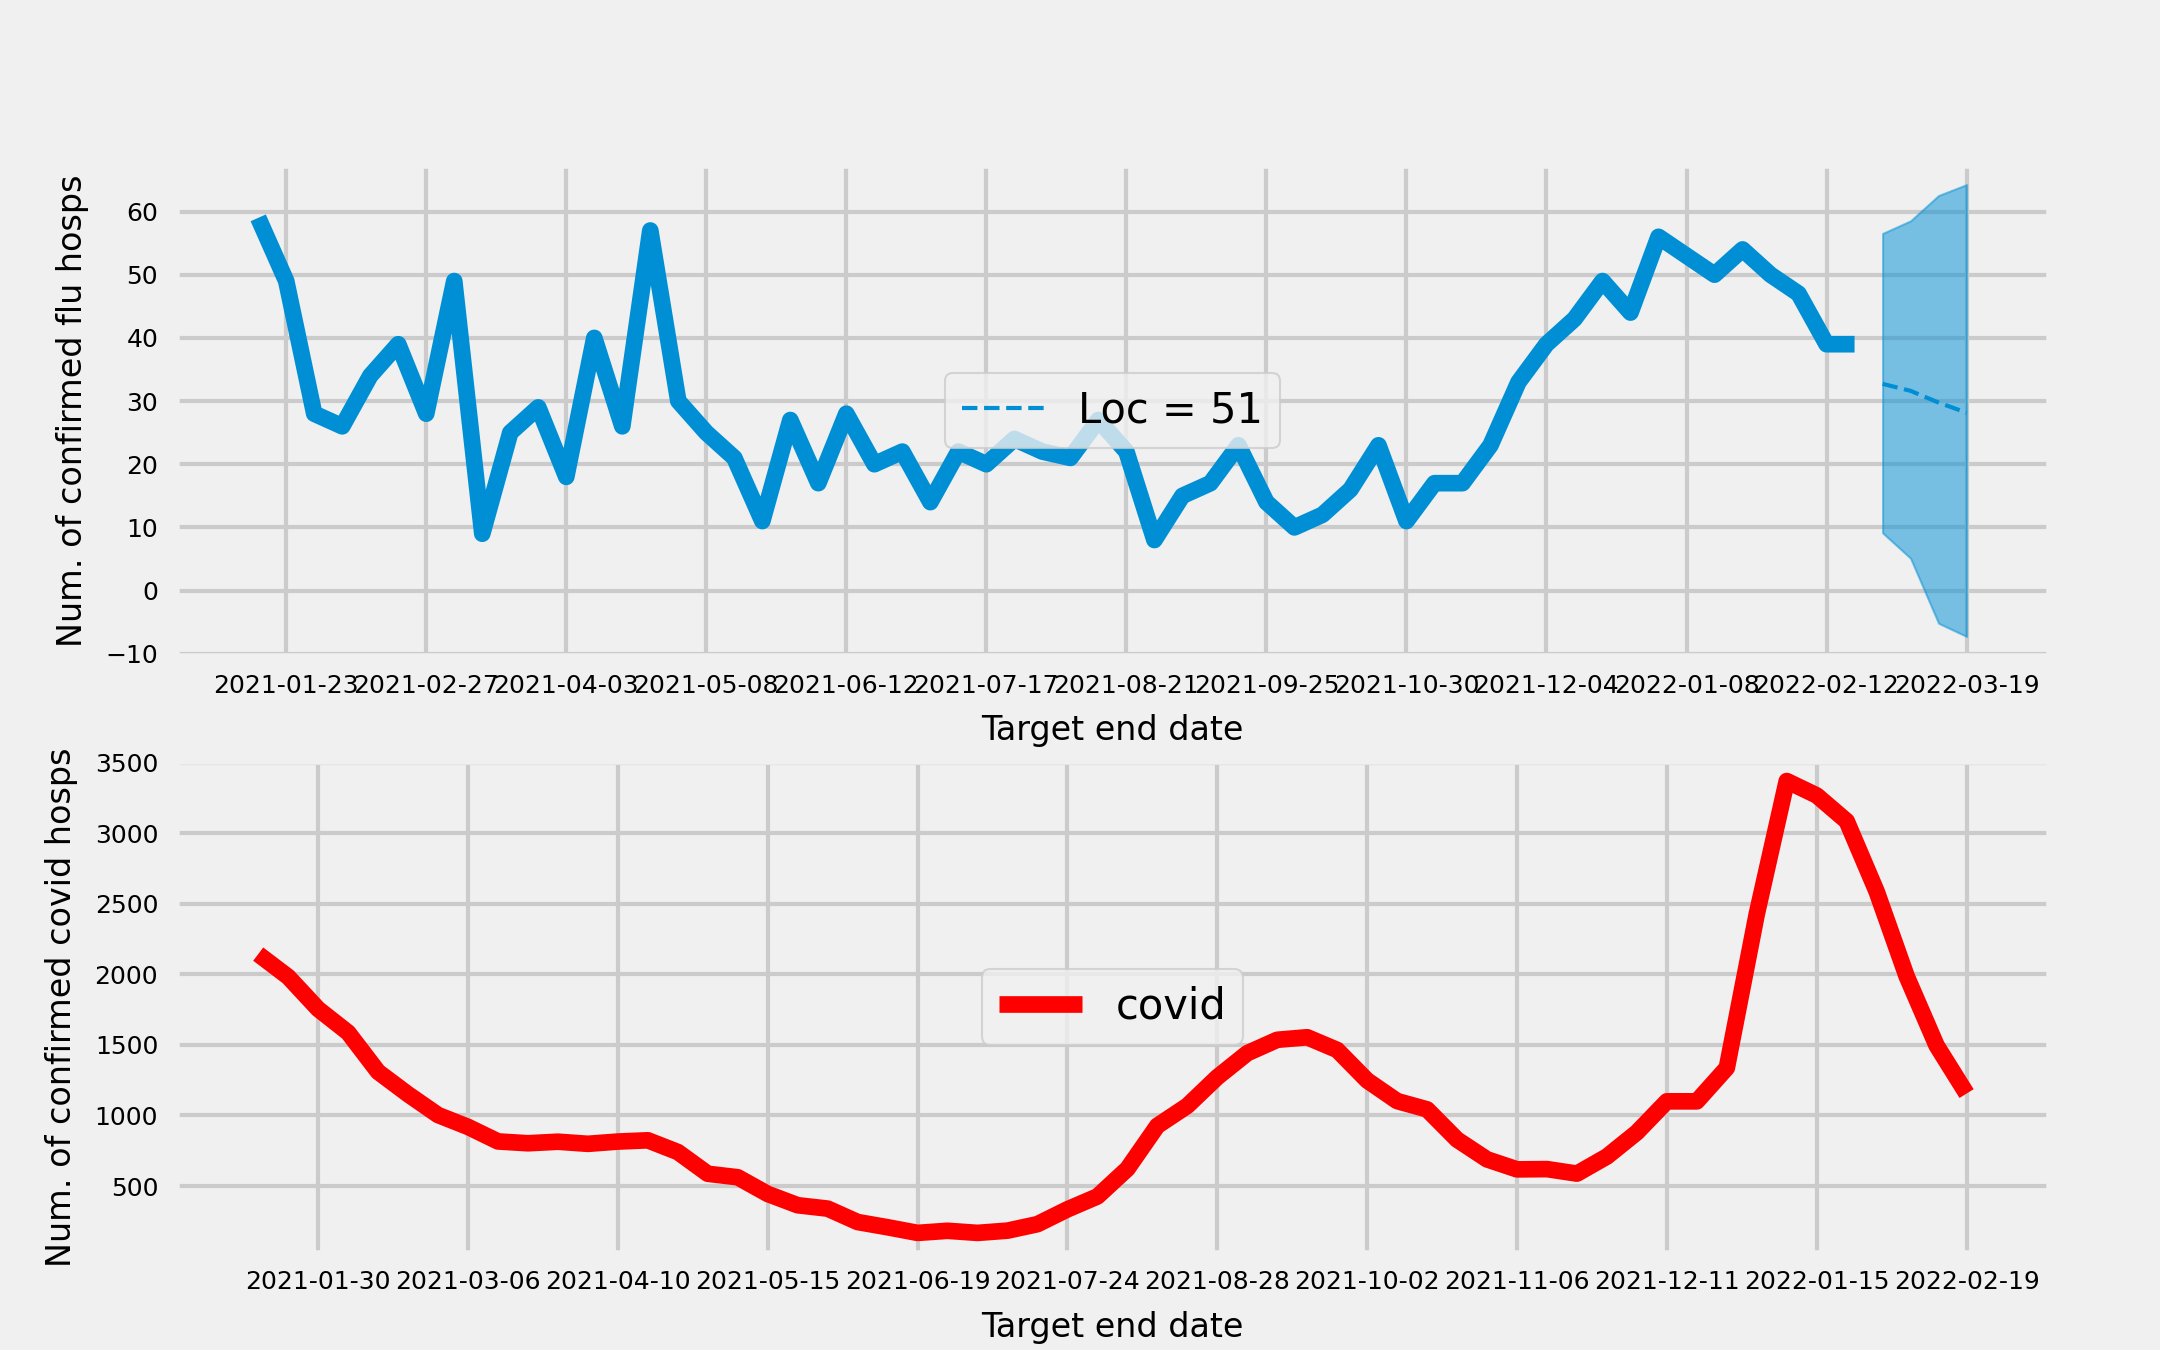 Num. of confirmed flu hosps
60
50
40
30
20
10
0
−10
Loc = 51
2021-01-23 2021-02-27 2021-04-03 2021-05-08 2021-06-12 2021-07-17 2021-08-21 2021-09-25 2021-10-30 2021-12-04 2022-01-08 2022-02-12 2022-03-19
Target end date
Num. of confirmed covid hosps
3500
3000
2500
2000
1500
1000
500
covid
2021-01-30 2021-03-06 2021-04-10 2021-05-15 2021-06-19 2021-07-24 2021-08-28 2021-10-02 2021-11-06 2021-12-11 2022-01-15 2022-02-19
Target end date